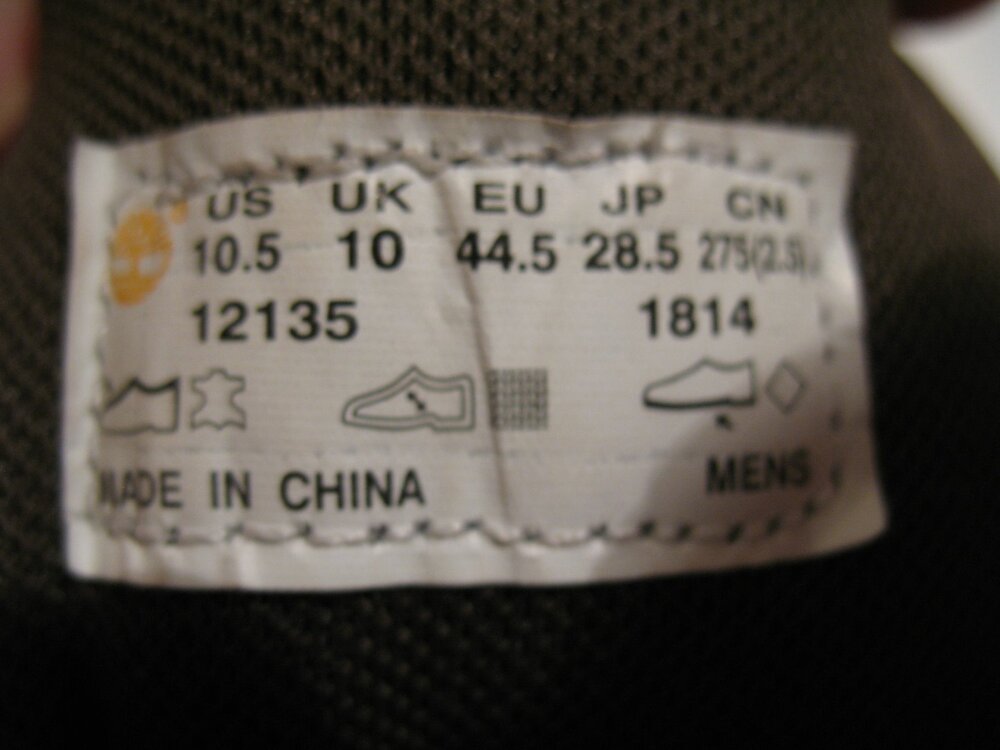 US UK EU JP CN
10.5 10 44.5 28.5 275(2.5)
12135 1814
MADE IN CHINA MENS